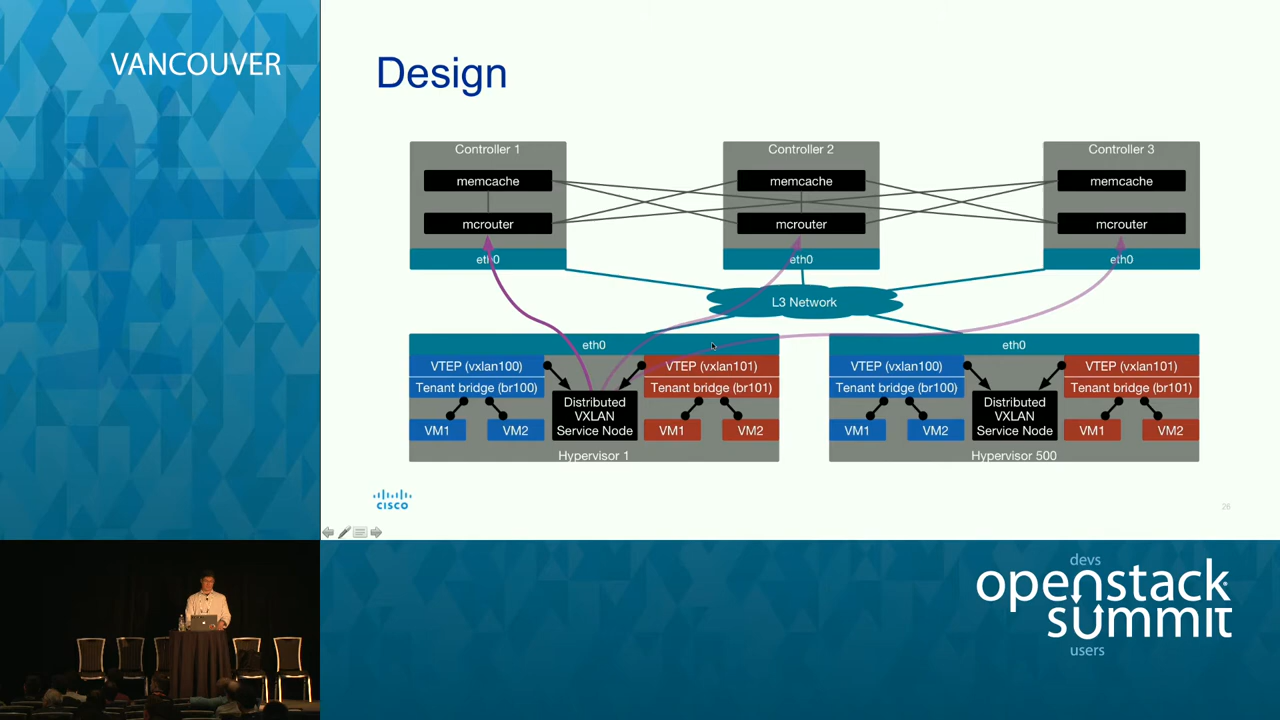 VANCOUVER
Design
Controller 1
memcache
mcrouter
eth0
Controller 2
memcache
mcrouter
eth0
Controller 3
memcache
mcrouter
eth0
L3 Network
eth0
VTEP (vxlan100)
Tenant bridge (br100)
VM1
VM2
Distributed
VXLAN
Service Node
VTEP (vxlan101)
Tenant bridge (br101)
VM1
VM2
Hypervisor 1
eth0
VTEP (vxlan100)
Tenant bridge (br100)
VM1
VM2
Distributed
VXLAN
Service Node
VTEP (vxlan101)
Tenant bridge (br101)
VM1
VM2
Hypervisor 500
CISCO
26
devs
openstack
summit
users